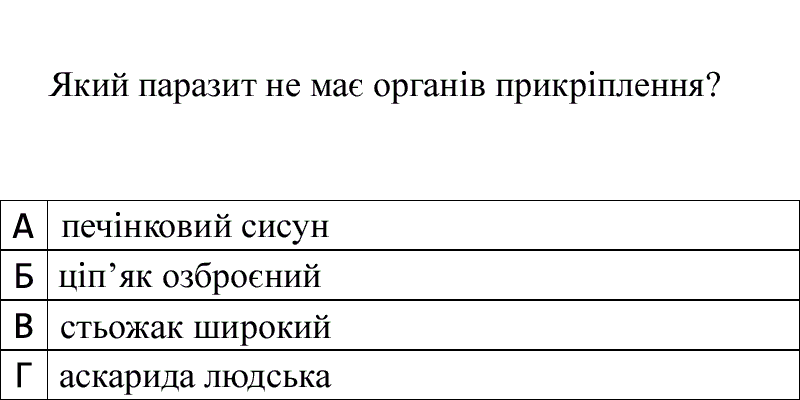 Який паразит не має органів прикріплення?
А печінковий сисун
Б ціп’як озброєний
В стьожак широкий
Г аскарида людська